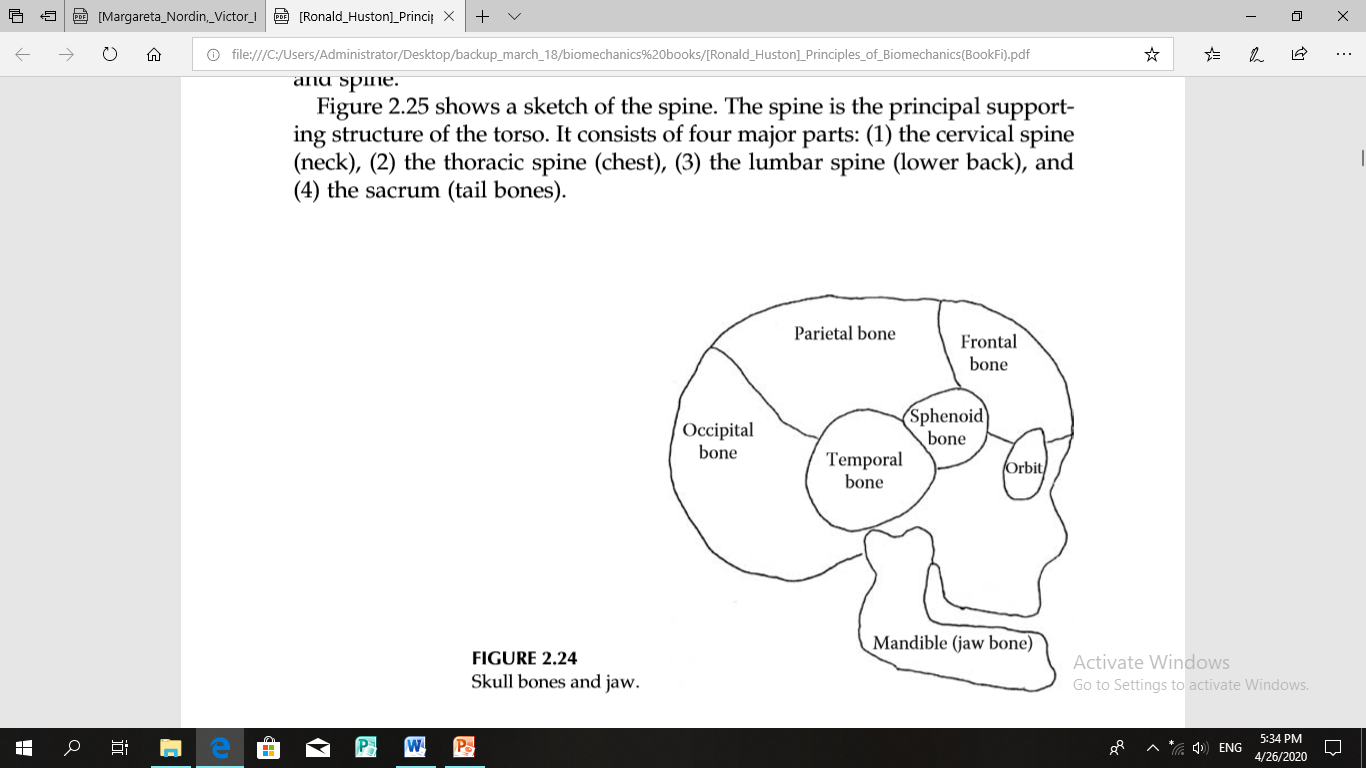 [Margareta_Nordin,_Victor_I
[Ronald_Huston]_Princip
file:///C:/Users/Administrator/Desktop/backup_march_18/biomechanics%20books/[Ronald_Huston]_Principles_of_Biomechanics(BookFi).pdf
and spine.
Figure 2.25 shows a sketch of the spine. The spine is the principal support-
ing structure of the torso. It consists of four major parts: (1) the cervical spine
(neck), (2) the thoracic spine (chest), (3) the lumbar spine (lower back), and
(4) the sacrum (tail bones).
Parietal bone
Frontal
bone
Sphenoid
bone
Occipital
bone
Temporal
bone
Orbit
Mandible (jaw bone)
FIGURE 2.24
Skull bones and jaw.
Activate Windows
Go to Settings to activate Windows.
ENG
5:34 PM
4/26/2020